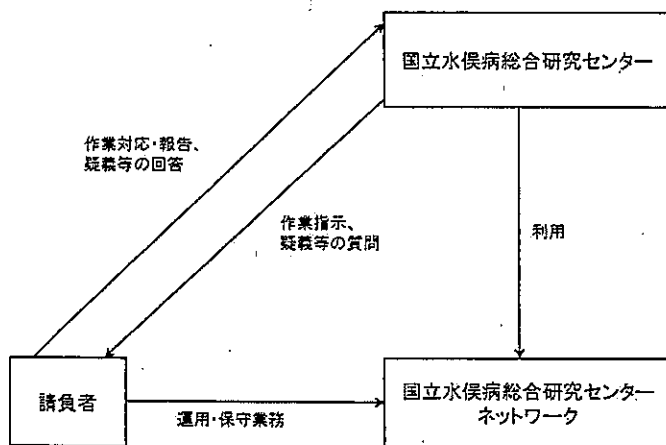 国立水俣病総合研究センター
作業対応・報告、
疑義等の回答
作業指示、
疑義等の質問
利用
請負者
運用・保守業務
国立水俣病総合研究センター
ネットワーク